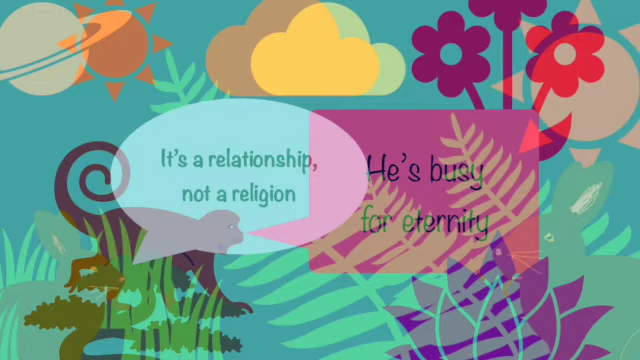 It's a relationship,
not a religion
He's busy
for eternity